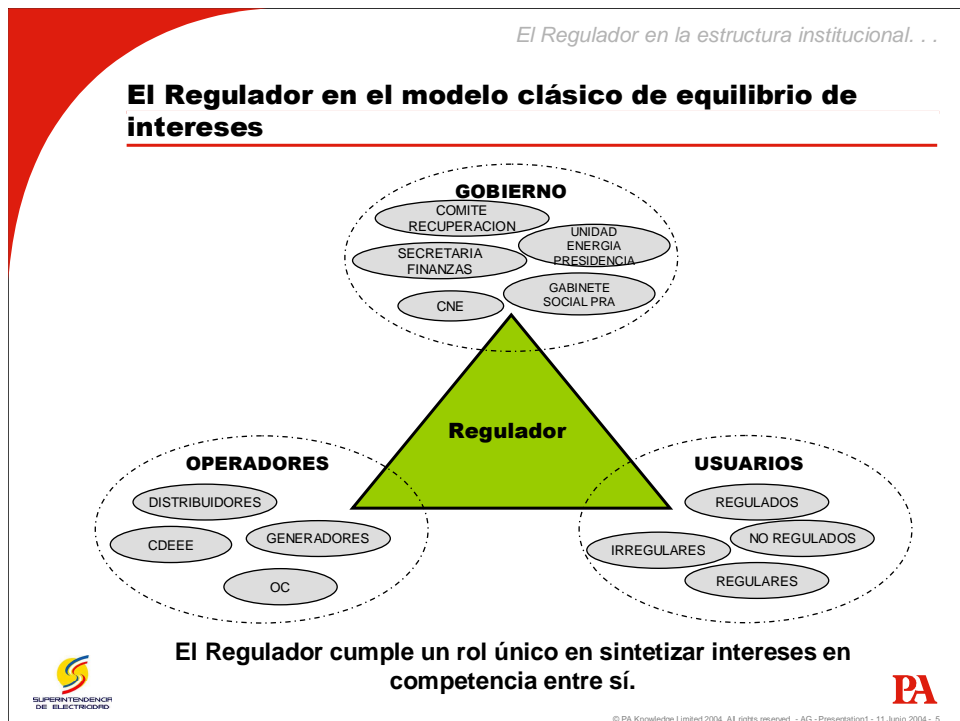 El Regulador en la estructura institucional. . .
El Regulador en el modelo clásico de equilibrio de
intereses
GOBIERNO
COMITE
RECUPERACION
UNIDAD
ENERGIA
PRESIDENCIA
SECRETARIA
FINANZAS
GABINETE
SOCIAL PRA
CNE
Regulador
OPERADORES
DISTRIBUIDORES
CDEEE
GENERADORES
OC
USUARIOS
REGULADOS
NO REGULADOS
IRREGULARES
REGULARES
El Regulador cumple un rol único en sintetizar intereses en
competencia entre sí.
SUPERINTENDENCIA
DE ELECTRICIDAD
PA
© PA Knowledge Limited 2004. All rights reserved. - AG - Presentation1 - 11 Junio 2004 - 5